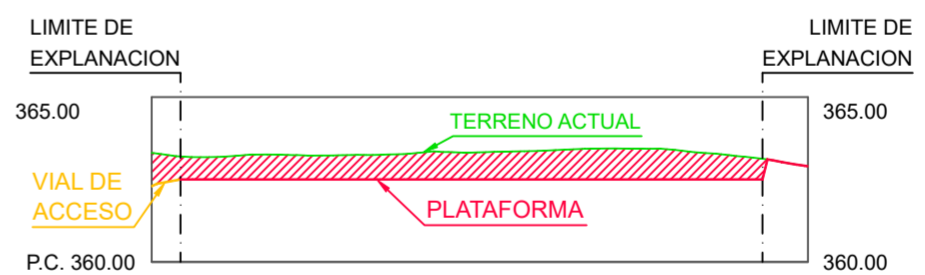 LIMITE DE
EXPLANACION
LIMITE DE
EXPLANACION
365.00
365.00
TERRENO ACTUAL
VIAL DE
ACCESO
PLATAFORMA
P.C. 360.00
360.00